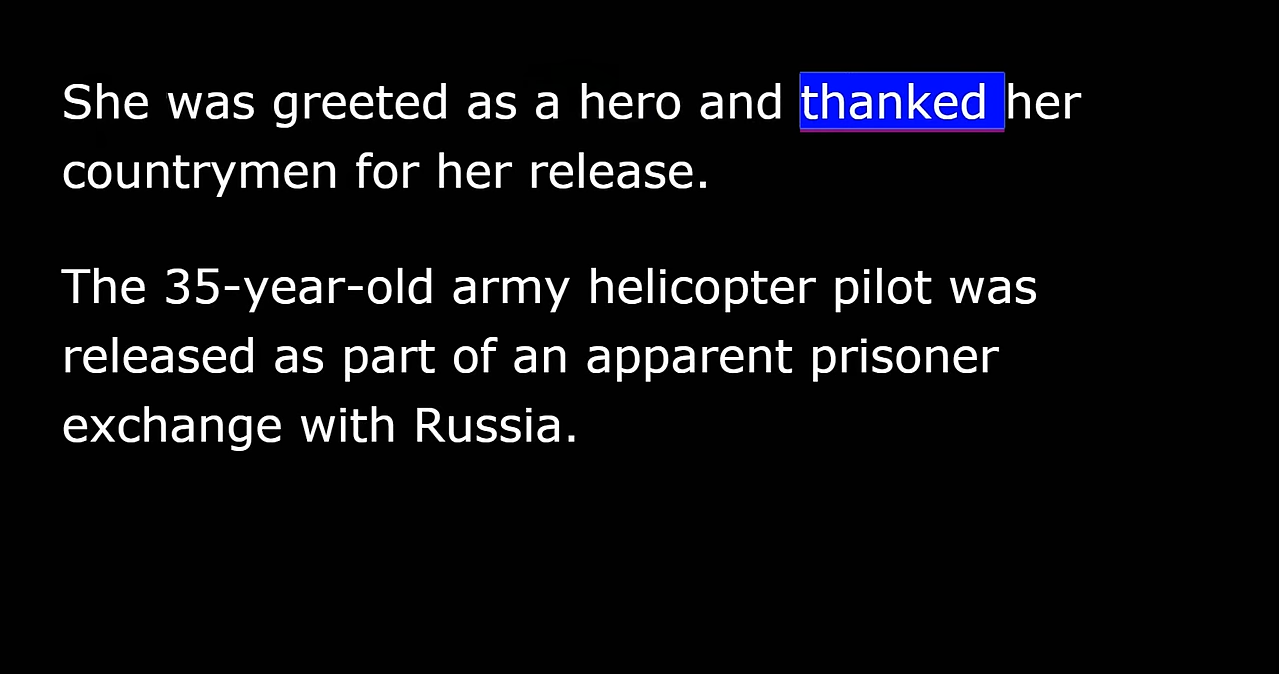 She was greeted as a hero and thanked her
countrymen for her release.
The 35-year-old army helicopter pilot was
released as part of an apparent prisoner
exchange with Russia.